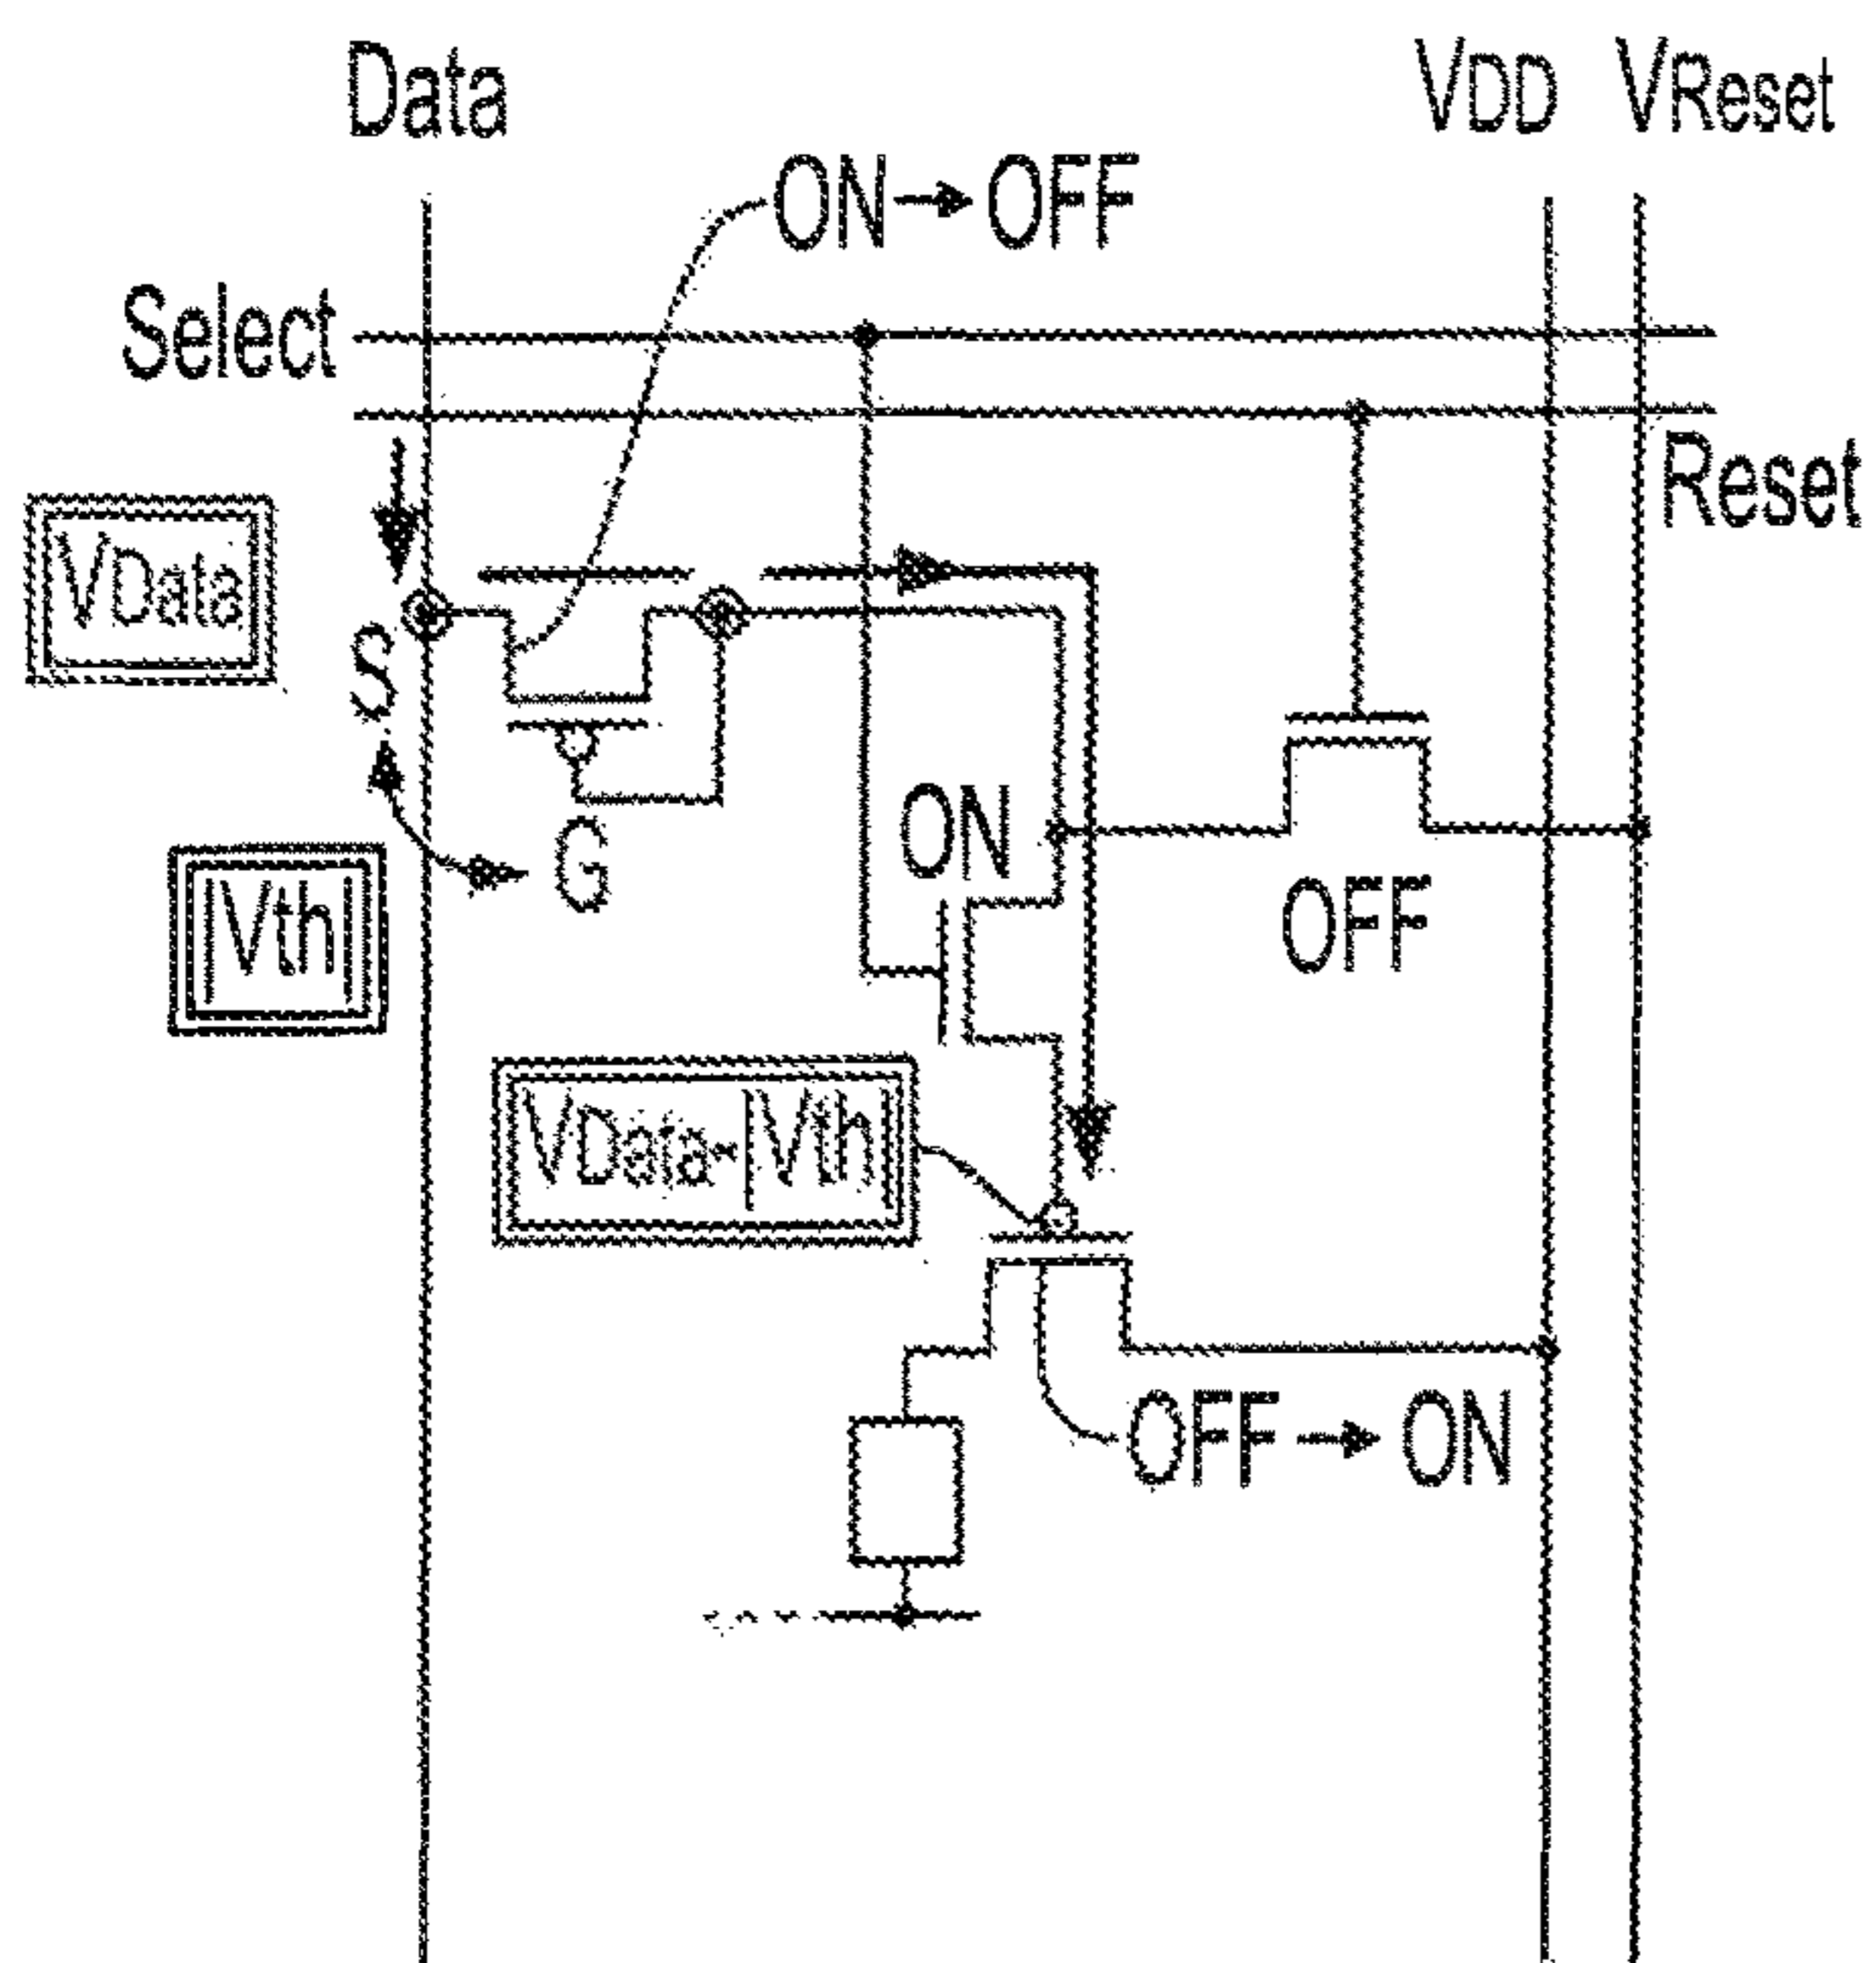 Data
VDD VReset
ON→OFF
Select
Reset
VData
S
|Vth|
G
ON
OFF
VData-|Vth|
OFF→ON